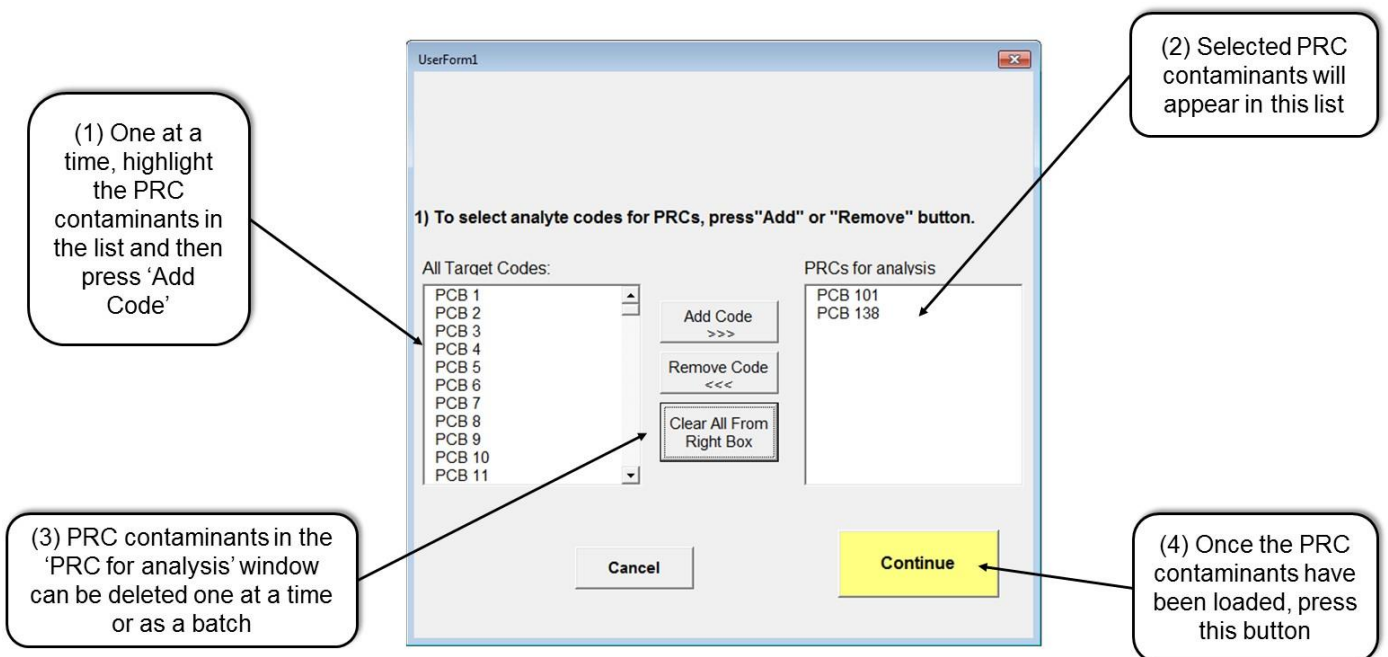 UserForm1
(1) One at a
time, highlight
the PRC
contaminants in
the list and then
press ‘Add
Code’
(2) Selected PRC
contaminants will
appear in this list
1) To select analyte codes for PRCs, press"Add" or "Remove" button.
All Target Codes:
PCB 1
PCB 2
PCB 3
PCB 4
PCB 5
PCB 6
PCB 7
PCB 8
PCB 9
PCB 10
PCB 11
Add Code
>>>
Remove Code
<<<
Clear All From
Right Box
PRCs for analysis
PCB 101
PCB 138
(3) PRC contaminants in the
‘PRC for analysis’ window
can be deleted one at a time
or as a batch
Cancel
Continue
(4) Once the PRC
contaminants have
been loaded, press
this button